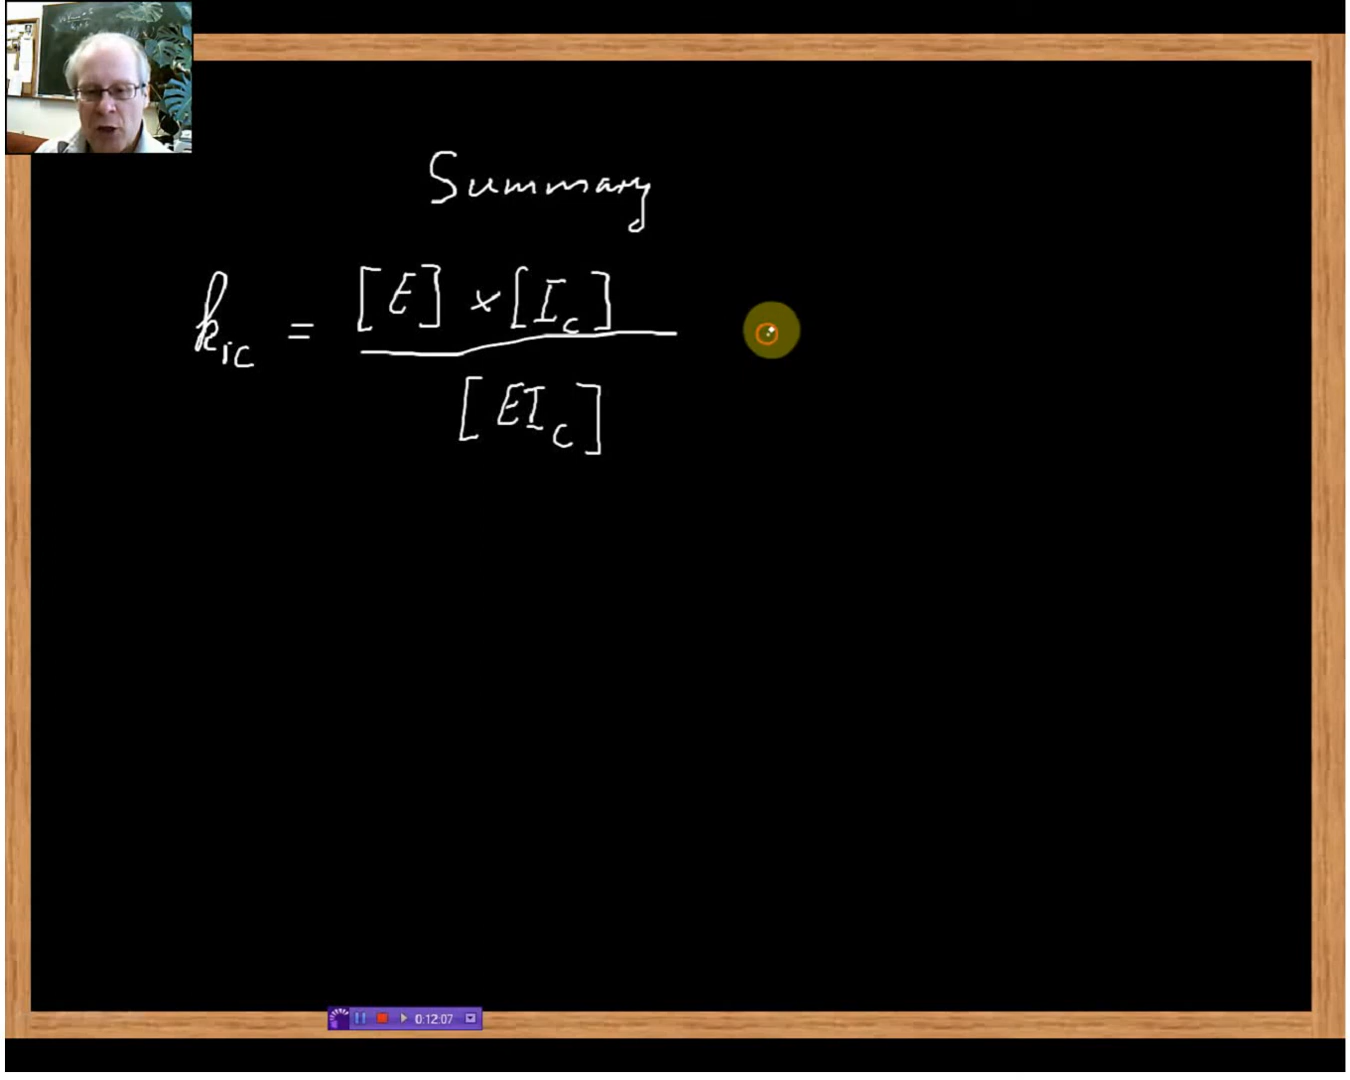 Summary
k_ic = [E] × [I_c]
[EI_c]
0:12:07